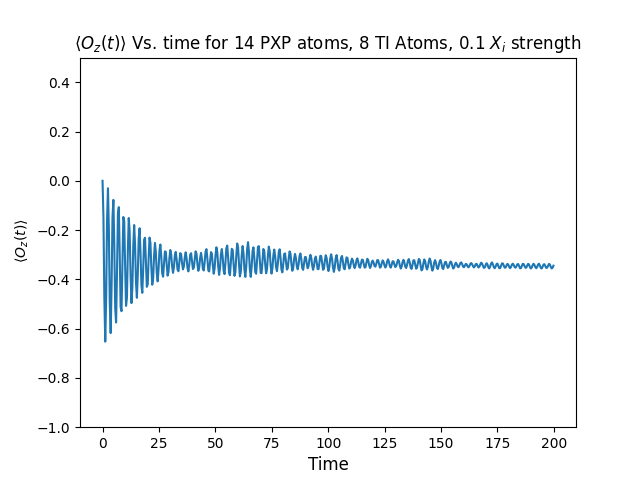 ⟨O_z(t)⟩ Vs. time for 14 PXP atoms, 8 TI Atoms, 0.1 X_i strength
0.4
0.2
0.0
−0.2
−0.4
−0.6
−0.8
−1.0
⟨O_z(t)⟩
0 25 50 75 100 125 150 175 200
Time